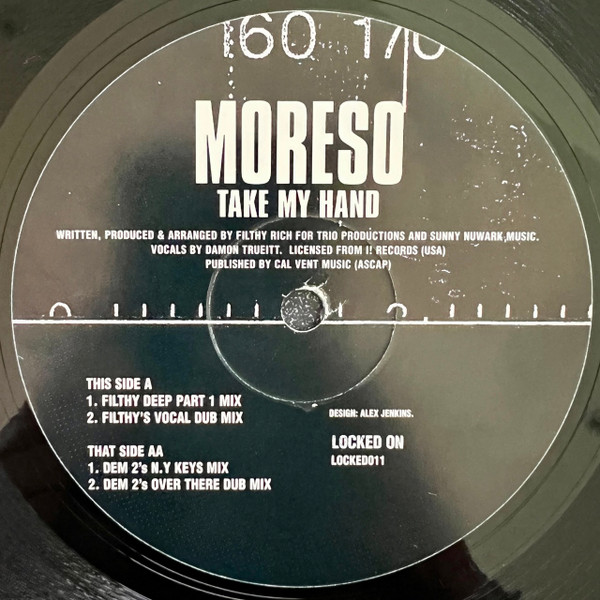 160 170
MORESO
TAKE MY HAND
WRITTEN, PRODUCED & ARRANGED BY FILTHY RICH FOR TRIO PRODUCTIONS AND SUNNY NUWARK MUSIC.
VOCALS BY DAMON TRUEITT. LICENSED FROM I! RECORDS (USA)
PUBLISHED BY CAL VENT MUSIC (ASCAP)
THIS SIDE A
1. FILTHY DEEP PART 1 MIX
2. FILTHY'S VOCAL DUB MIX
DESIGN: ALEX JENKINS.
THAT SIDE AA
1. DEM 2's N.Y KEYS MIX
2. DEM 2's OVER THERE DUB MIX
LOCKED ON
LOCKED011